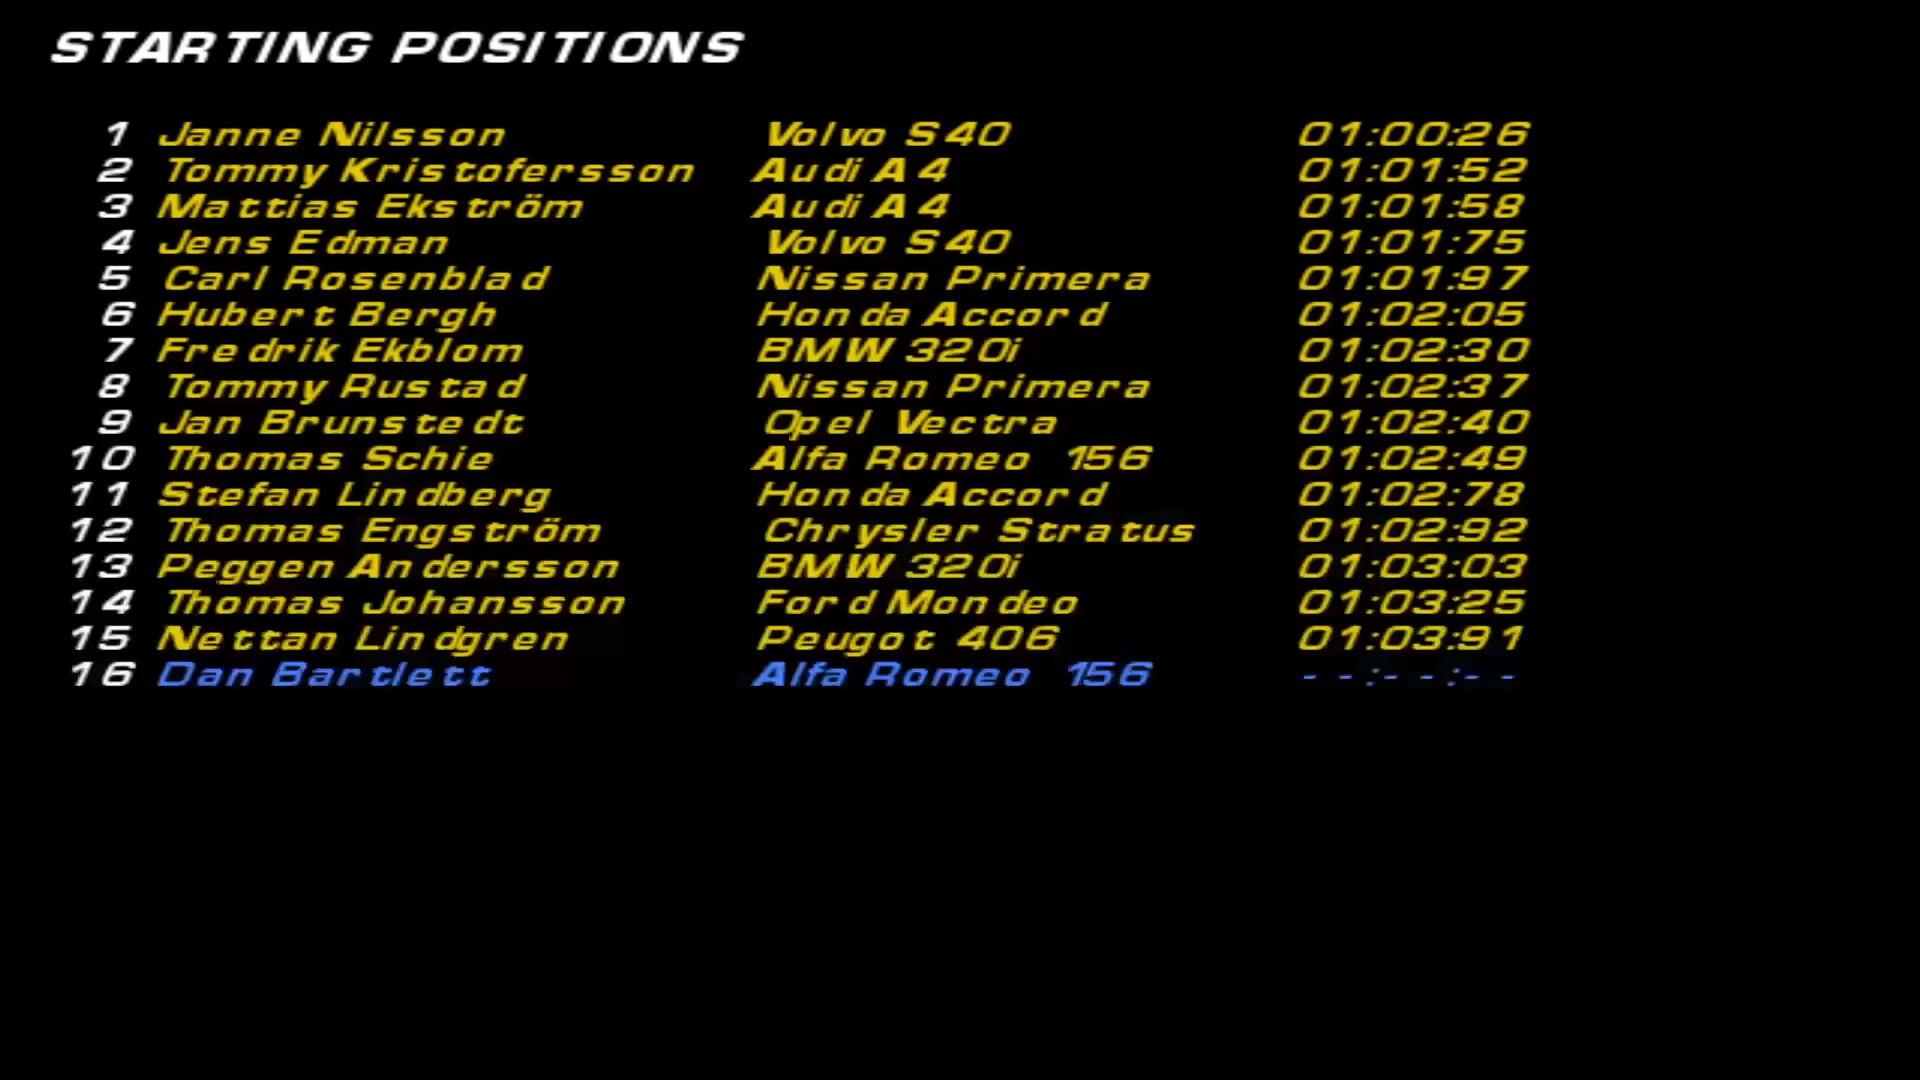 STARTING POSITIONS
1 Janne Nilsson Volvo S40 01:00:26
2 Tommy Kristofersson Audi A4 01:01:52
3 Mattias Ekström Audi A4 01:01:58
4 Jens Edman Volvo S40 01:01:75
5 Carl Rosenblad Nissan Primera 01:01:97
6 Hubert Bergh Honda Accord 01:02:05
7 Fredrik Ekblom BMW 320i 01:02:30
8 Tommy Rustad Nissan Primera 01:02:37
9 Jan Brunstedt Opel Vectra 01:02:40
10 Thomas Schie Alfa Romeo 156 01:02:49
11 Stefan Lindberg Honda Accord 01:02:78
12 Thomas Engström Chrysler Stratus 01:02:92
13 Peggen Andersson BMW 320i 01:03:03
14 Thomas Johansson Ford Mondeo 01:03:25
15 Nettan Lindgren Peugot 406 01:03:91
16 Dan Bartlett Alfa Romeo 156 --:--:--